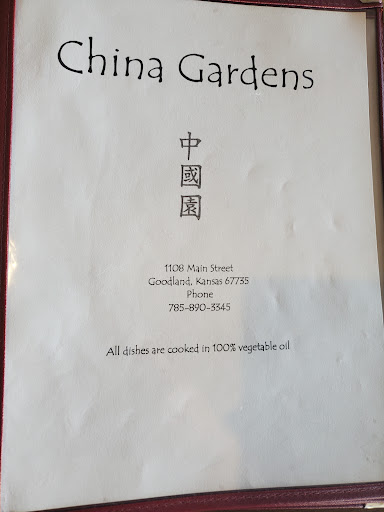 China Gardens
中
國
園
1108 Main Street
Goodland, Kansas 67735
Phone
785-890-3345
All dishes are cooked in 100% vegetable oil